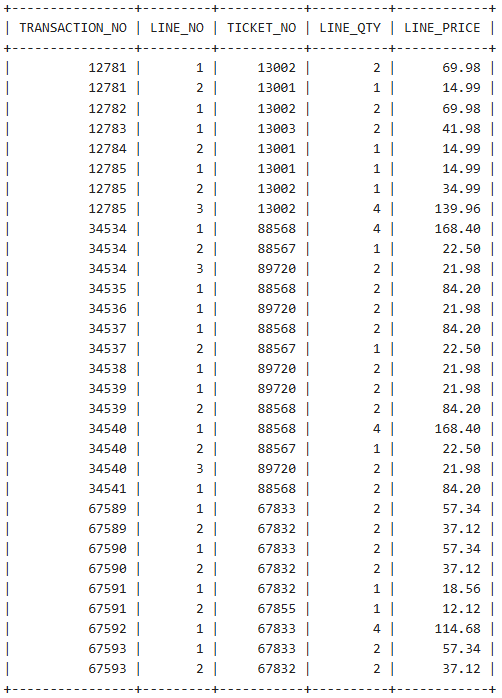 +----------------+---------+-----------+----------+------------+
| TRANSACTION_NO | LINE_NO | TICKET_NO | LINE_QTY | LINE_PRICE |
+----------------+---------+-----------+----------+------------+
|          12781 |       1 |     13002 |        2 |      69.98 |
|          12781 |       2 |     13001 |        1 |      14.99 |
|          12782 |       1 |     13002 |        2 |      69.98 |
|          12783 |       1 |     13003 |        2 |      41.98 |
|          12784 |       2 |     13001 |        1 |      14.99 |
|          12785 |       1 |     13001 |        1 |      14.99 |
|          12785 |       2 |     13002 |        1 |      34.99 |
|          12785 |       3 |     13002 |        4 |     139.96 |
|          34534 |       1 |     88568 |        4 |     168.40 |
|          34534 |       2 |     88567 |        1 |      22.50 |
|          34534 |       3 |     89720 |        2 |      21.98 |
|          34535 |       1 |     88568 |        2 |      84.20 |
|          34536 |       1 |     89720 |        2 |      21.98 |
|          34537 |       1 |     88568 |        2 |      84.20 |
|          34537 |       2 |     88567 |        1 |      22.50 |
|          34538 |       1 |     89720 |        2 |      21.98 |
|          34539 |       1 |     89720 |        2 |      21.98 |
|          34539 |       2 |     88568 |        2 |      84.20 |
|          34540 |       1 |     88568 |        4 |     168.40 |
|          34540 |       2 |     88567 |        1 |      22.50 |
|          34540 |       3 |     89720 |        2 |      21.98 |
|          34541 |       1 |     88568 |        2 |      84.20 |
|          67589 |       1 |     67833 |        2 |      57.34 |
|          67589 |       2 |     67832 |        2 |      37.12 |
|          67590 |       1 |     67833 |        2 |      57.34 |
|          67590 |       2 |     67832 |        2 |      37.12 |
|          67591 |       1 |     67832 |        1 |      18.56 |
|          67591 |       2 |     67855 |        1 |      12.12 |
|          67592 |       1 |     67833 |        4 |     114.68 |
|          67593 |       1 |     67833 |        2 |      57.34 |
|          67593 |       2 |     67832 |        2 |      37.12 |
+----------------+---------+-----------+----------+------------+